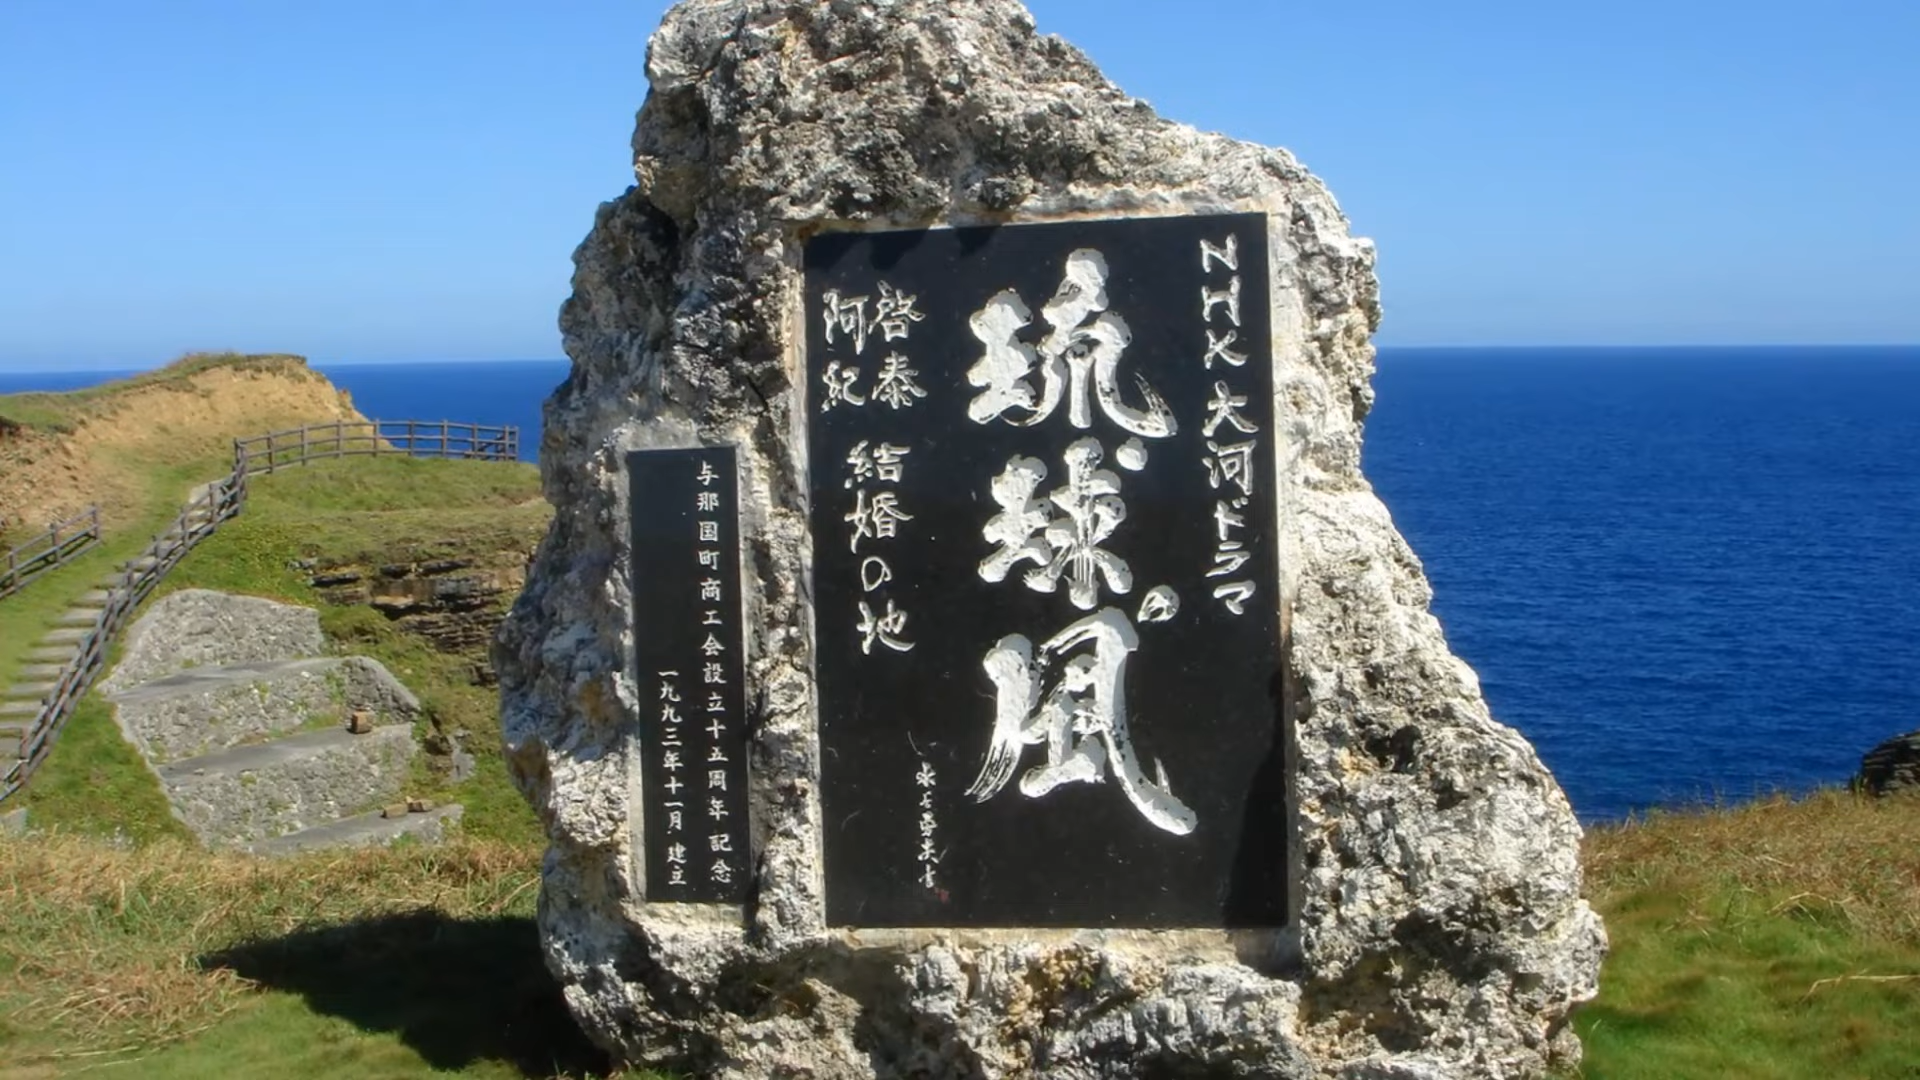 NHK大河ドラマ
琉球の風
啓泰
阿紀
結婚の地
与那国町商工会設立十五周年記念
一九九三年十一月建立